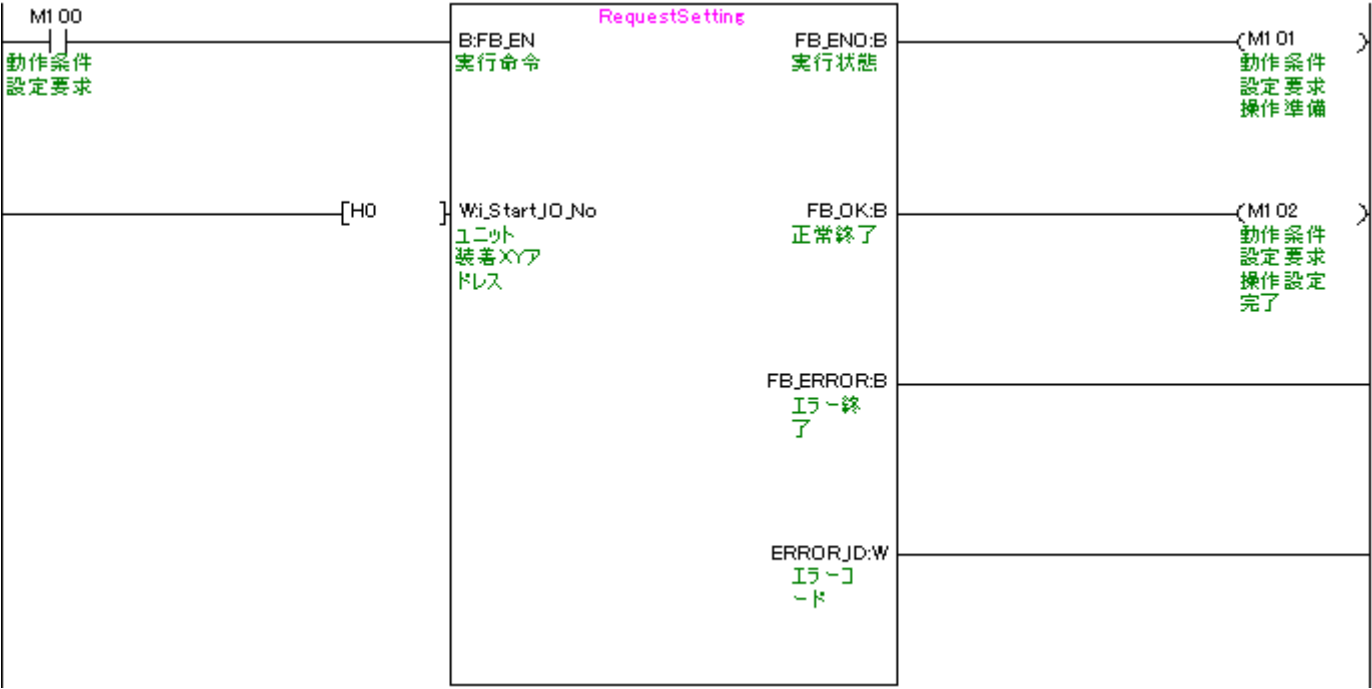 M100
RequestSetting
B:FB_EN
FB_ENO:B
(M101 )
動作条件
設定要求
実行命令
実行状態
動作条件
設定要求
操作準備
[H0 ]
W:i_Start_IO_No
FB_OK:B
(M102 )
ユニット
装着XYア
ドレス
正常終了
動作条件
設定要求
操作設定
完了
FB_ERROR:B
エラー終
了
ERROR_ID:W
エラーコ
ード